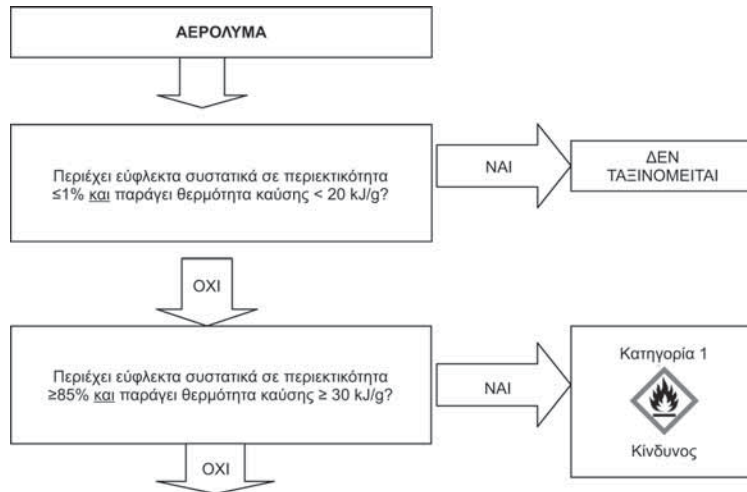 ΑΕΡΟΛΥΜΑ
Περιέχει εύφλεκτα συστατικά σε περιεκτικότητα
≤1% και παράγει θερμότητα καύσης < 20 kJ/g?
ΝΑΙ
ΔΕΝ
ΤΑΞΙΝΟΜΕΙΤΑΙ
ΟΧΙ
Περιέχει εύφλεκτα συστατικά σε περιεκτικότητα
≥85% και παράγει θερμότητα καύσης ≥ 30 kJ/g?
ΝΑΙ
Κατηγορία 1
Κίνδυνος
ΟΧΙ